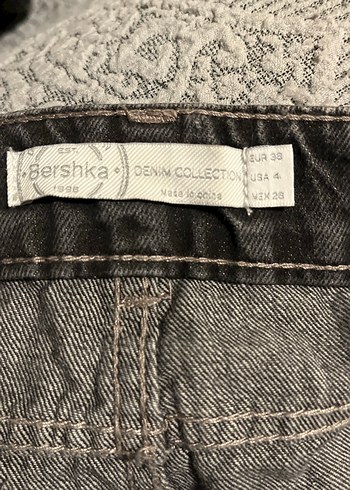 EST.
Bershka
1998
DENIM COLLECTION
Made in china
EUR 38
USA 4.
MEX 28